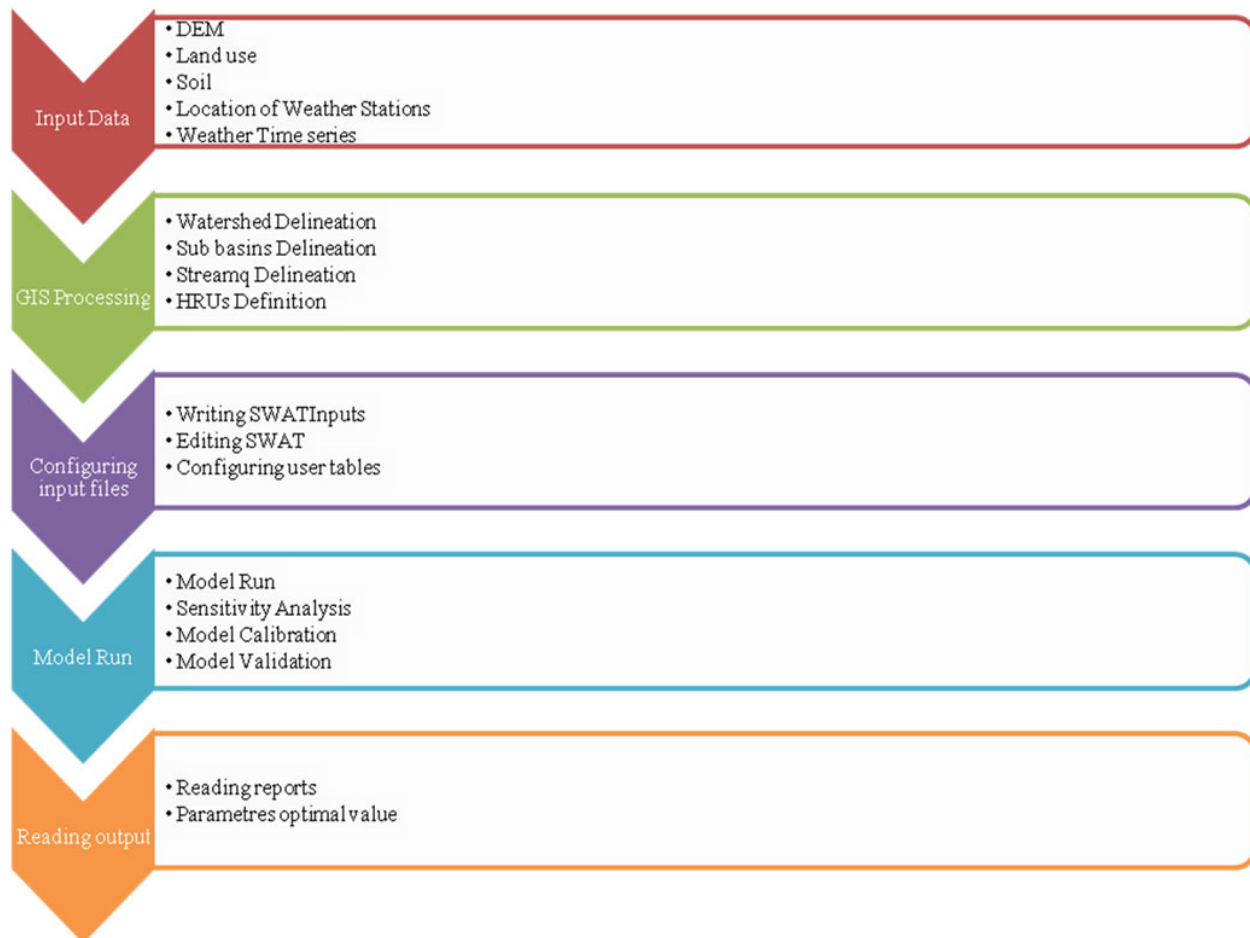 Input Data
• DEM
• Land use
• Soil
• Location of Weather Stations
• Weather Time series
GIS Processing
• Watershed Delineation
• Sub basins Delineation
• Streamq Delineation
• HRUs Definition
Configuring
input files
• Writing SWATInputs
• Editing SWAT
• Configuring user tables
Model Run
• Model Run
• Sensitivity Analysis
• Model Calibration
• Model Validation
Reading output
• Reading reports
• Parametres optimal value